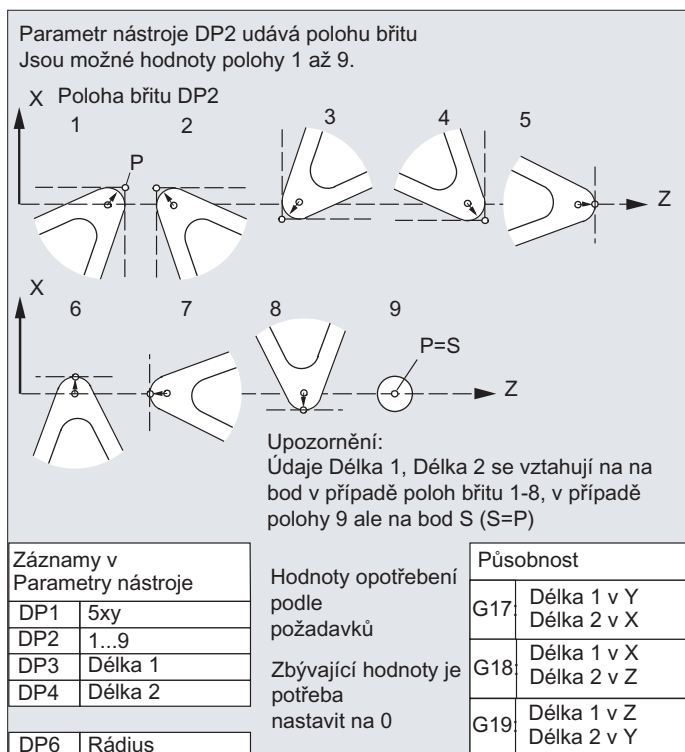 Parametr nástroje DP2 udává polohu břitu
Jsou možné hodnoty polohy 1 až 9.
X Poloha břitu DP2
1 2 3 4 5
P
Z
X
6 7 8 9
P=S
Z
Upozornění:
Údaje Délka 1, Délka 2 se vztahují na na
bod v případě poloh břitu 1-8, v případě
polohy 9 ale na bod S (S=P)
Záznamy v
Parametry nástroje
DP1 5xy
DP2 1...9
DP3 Délka 1
DP4 Délka 2
DP6 Rádius
Hodnoty opotřebení
podle
požadavků
Zbývající hodnoty je
potřeba
nastavit na 0
Působnost
G17: Délka 1 v Y
Délka 2 v X
G18: Délka 1 v X
Délka 2 v Z
G19: Délka 1 v Z
Délka 2 v Y